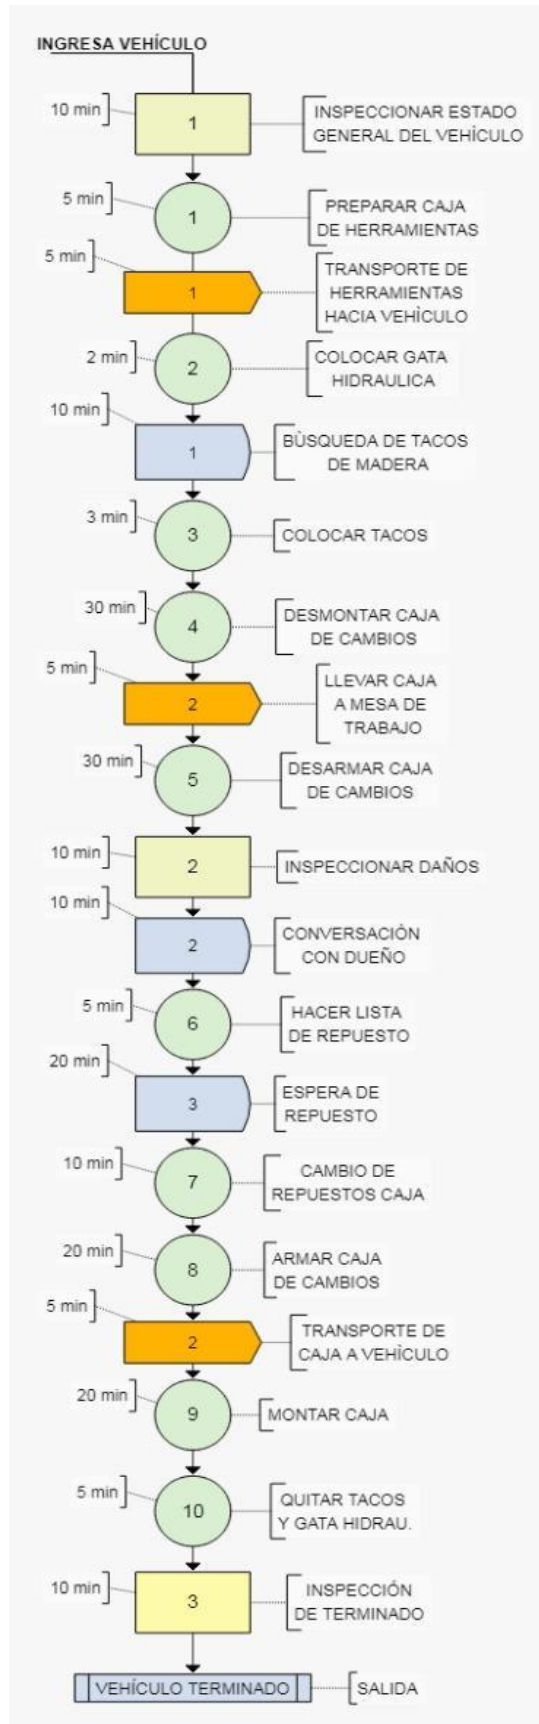 INGRESA VEHÍCULO
10 min
1
INSPECCIONAR ESTADO
GENERAL DEL VEHÍCULO
5 min
1
PREPARAR CAJA
DE HERRAMIENTAS
5 min
1
TRANSPORTE DE
HERRAMIENTAS
HACIA VEHÌCULO
2 min
2
COLOCAR GATA
HIDRAULICA
10 min
1
BÙSQUEDA DE TACOS
DE MADERA
3 min
3
COLOCAR TACOS
30 min
4
DESMONTAR CAJA
DE CAMBIOS
5 min
2
LLEVAR CAJA
A MESA DE
TRABAJO
30 min
5
DESARMAR CAJA
DE CAMBIOS
10 min
2
INSPECCIONAR DAÑOS
10 min
2
CONVERSACIÒN
CON DUEÑO
5 min
6
HACER LISTA
DE REPUESTO
20 min
3
ESPERA DE
REPUESTO
10 min
7
CAMBIO DE
REPUESTOS CAJA
20 min
8
ARMAR CAJA
DE CAMBIOS
5 min
2
TRANSPORTE DE
CAJA A VEHÌCULO
20 min
9
MONTAR CAJA
5 min
10
QUITAR TACOS
Y GATA HIDRAU.
10 min
3
INSPECCIÓN
DE TERMINADO
VEHÍCULO TERMINADO
SALIDA